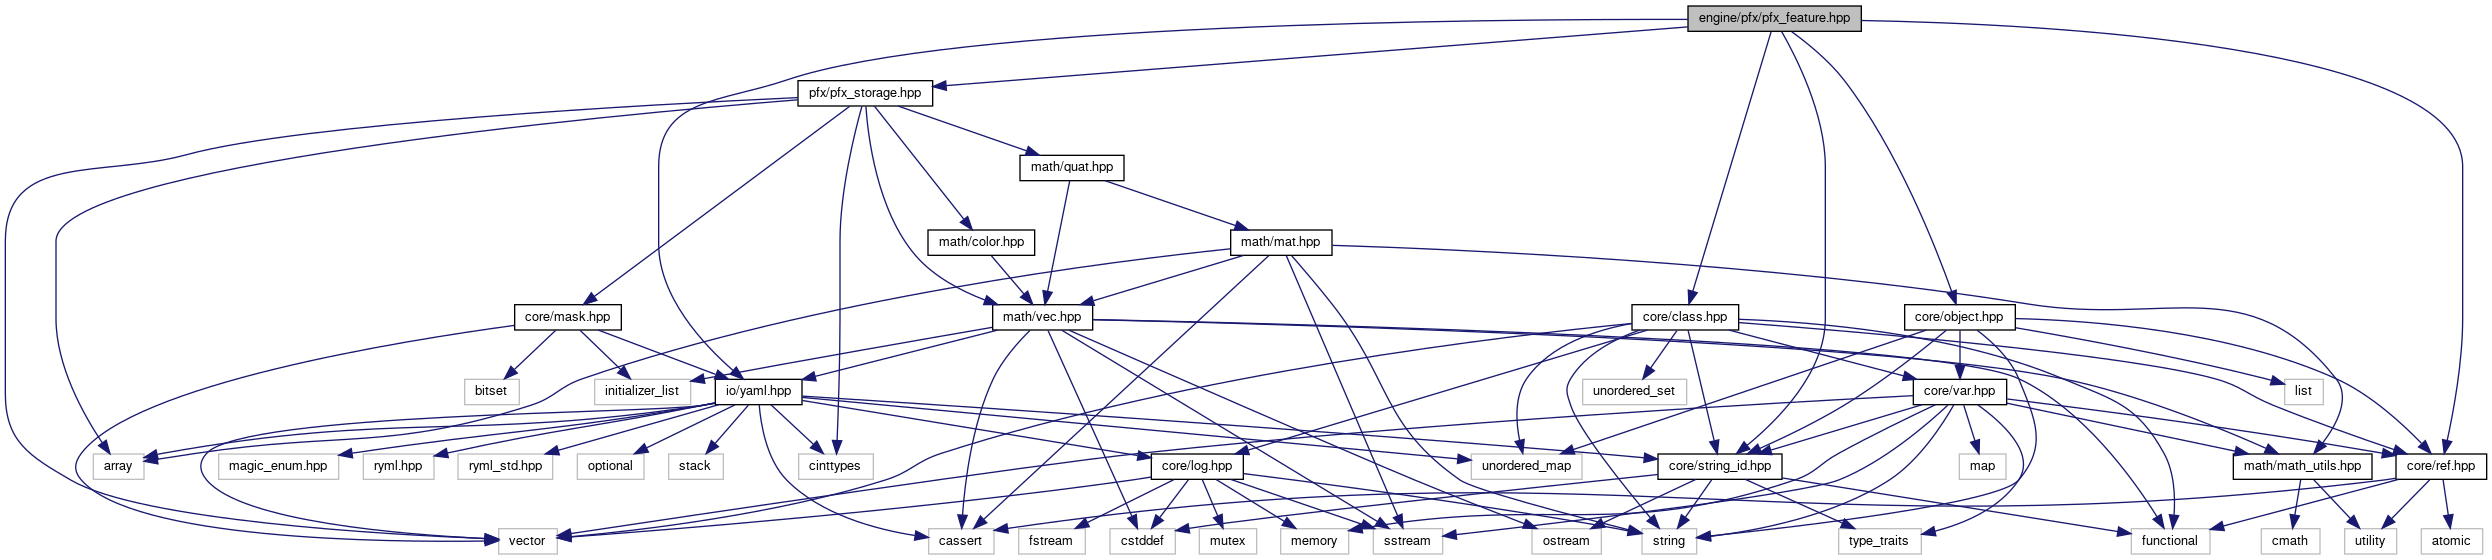 engine/pfx/pfx_feature.hpp
pfx/pfx_storage.hpp
math/quat.hpp
math/color.hpp
math/mat.hpp
core/mask.hpp
math/vec.hpp
core/class.hpp
core/object.hpp
bitset
initializer_list
io/yaml.hpp
unordered_set
core/var.hpp
list
array
magic_enum.hpp
ryml.hpp
ryml_std.hpp
optional
stack
cinttypes
unordered_map
core/log.hpp
core/string_id.hpp
map
math/math_utils.hpp
core/ref.hpp
vector
cassert
fstream
cstddef
mutex
memory
sstream
ostream
string
type_traits
functional
cmath
utility
atomic